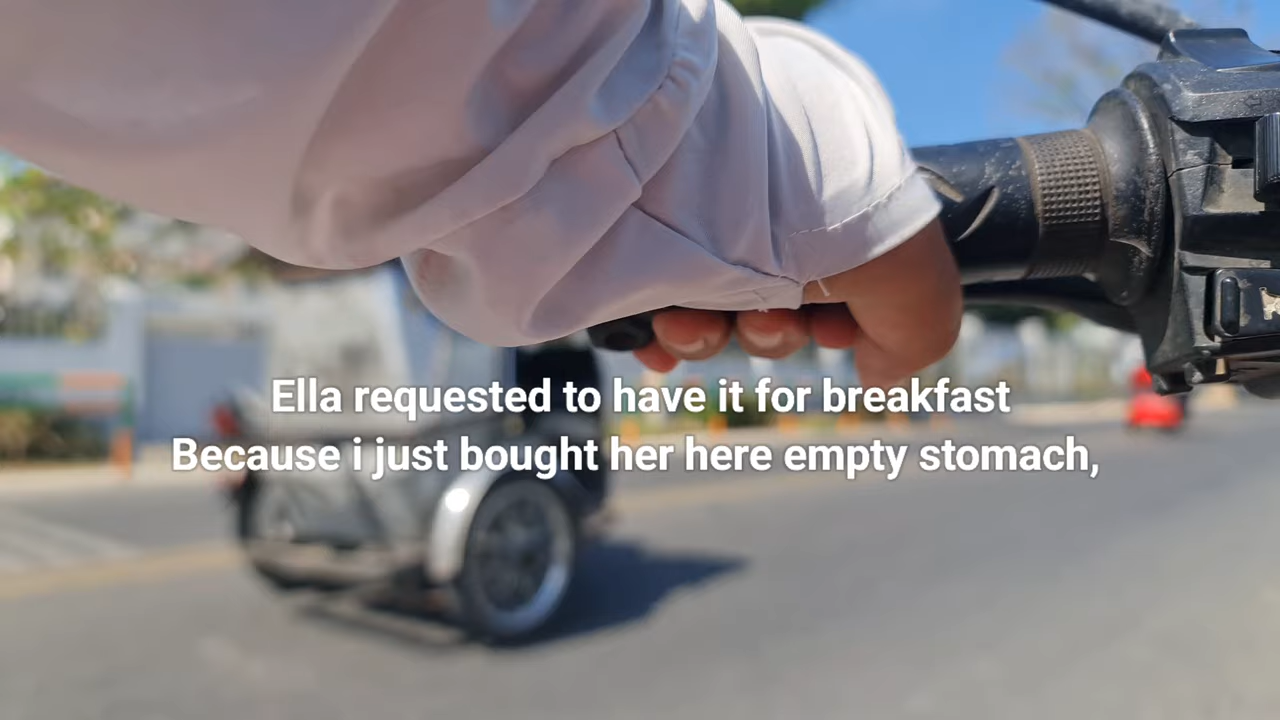 Ella requested to have it for breakfast
Because i just bought her here empty stomach,